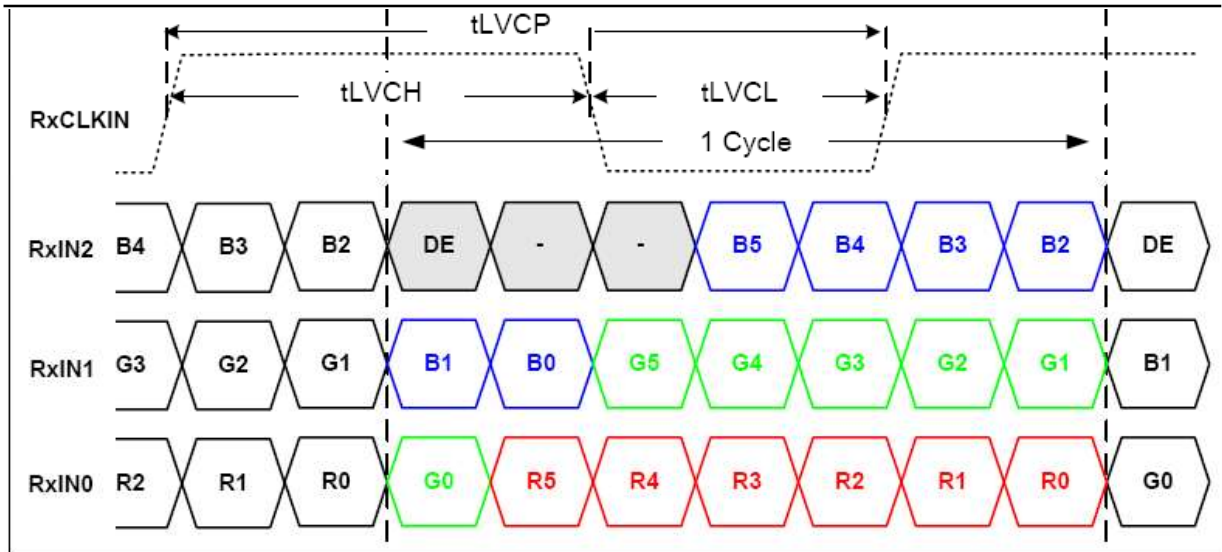 tLVCP
tLVCH
tLVCL
RxCLKIN
1 Cycle
RxIN2 B4 B3 B2 DE - - B5 B4 B3 B2 DE
RxIN1 G3 G2 G1 B1 B0 G5 G4 G3 G2 G1 B1
RxIN0 R2 R1 R0 G0 R5 R4 R3 R2 R1 R0 G0